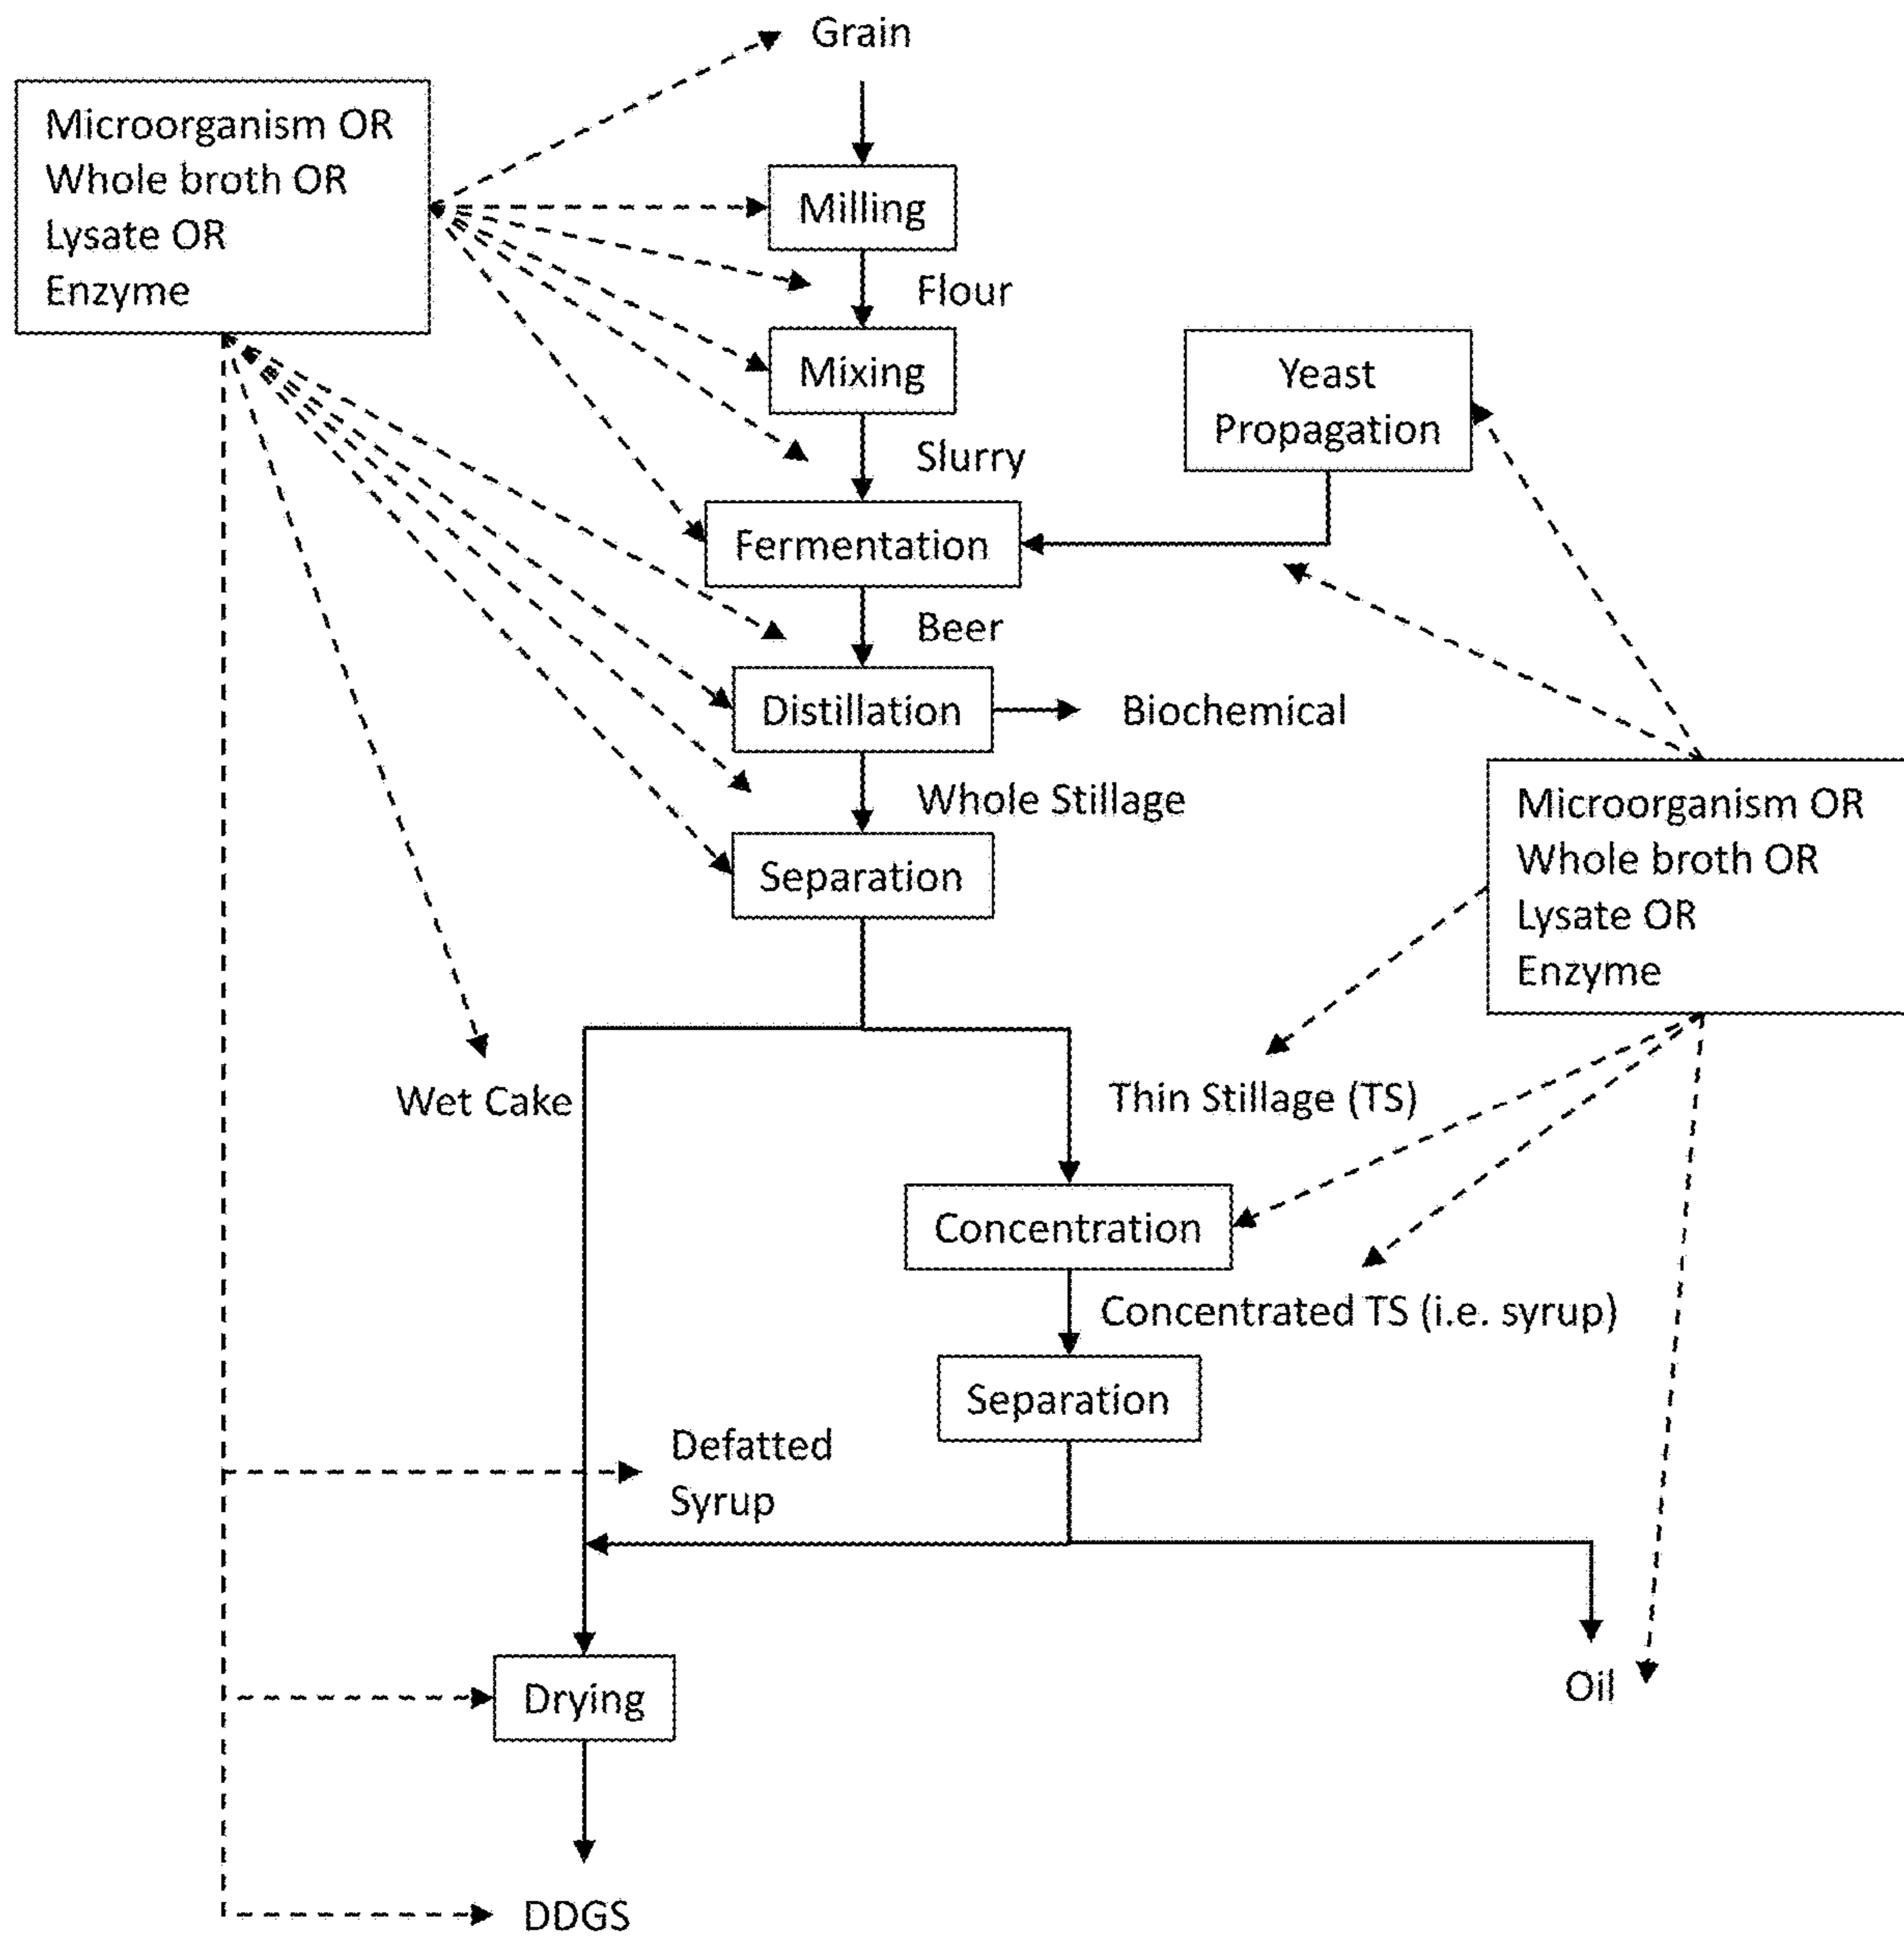 Grain
Microorganism OR
Whole broth OR
Lysate OR
Enzyme
Milling
Flour
Mixing
Yeast
Propagation
Slurry
Fermentation
Beer
Distillation
Biochemical
Whole Stillage
Separation
Microorganism OR
Whole broth OR
Lysate OR
Enzyme
Wet Cake
Thin Stillage (TS)
Concentration
Concentrated TS (i.e. syrup)
Separation
Defatted
Syrup
Drying
Oil
DDGS